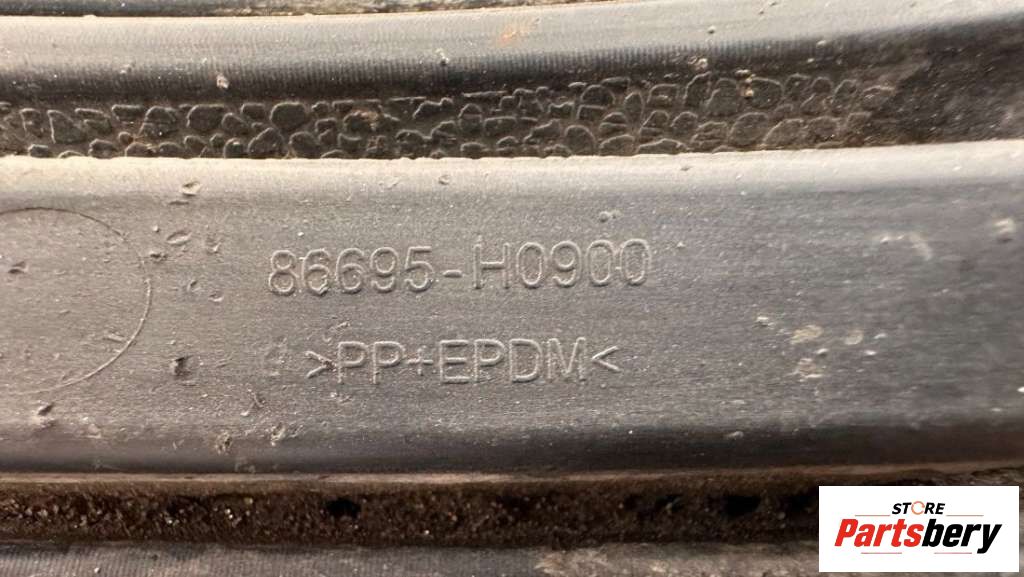 86695-H0900
>PP+EPDM<
STORE
Partsbery